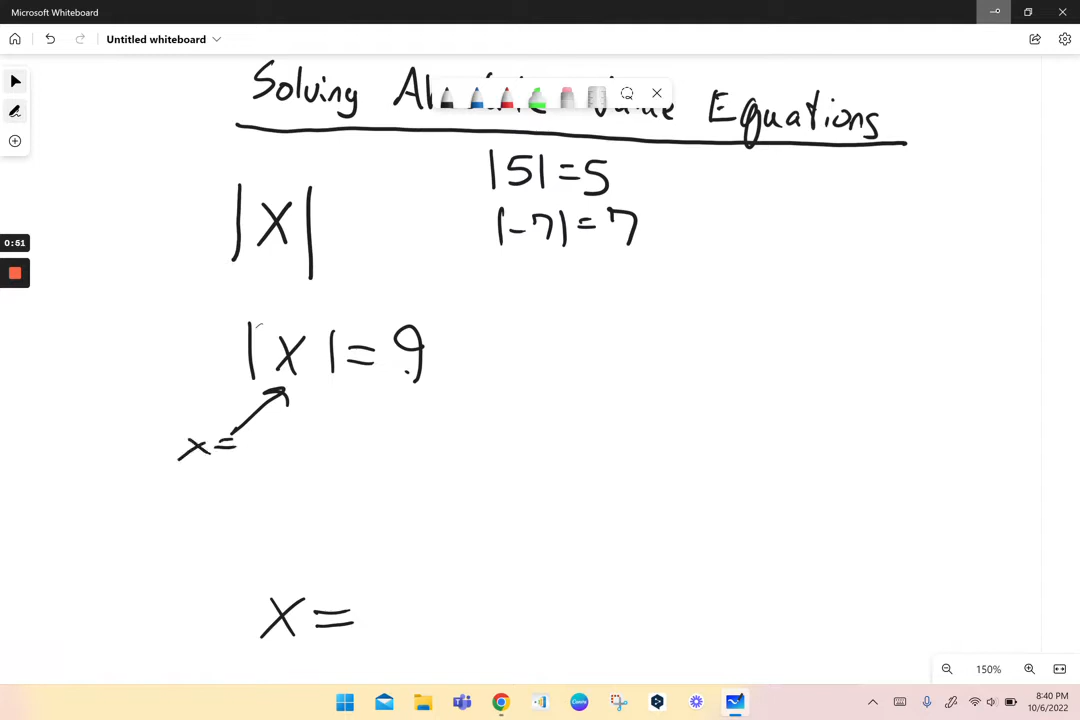 Microsoft Whiteboard
Untitled whiteboard
Solving Equations
|5| = 5
|x|
|-7| = 7
0:51
|x| = 9
x =
x =
150%
8:40 PM
10/6/2022